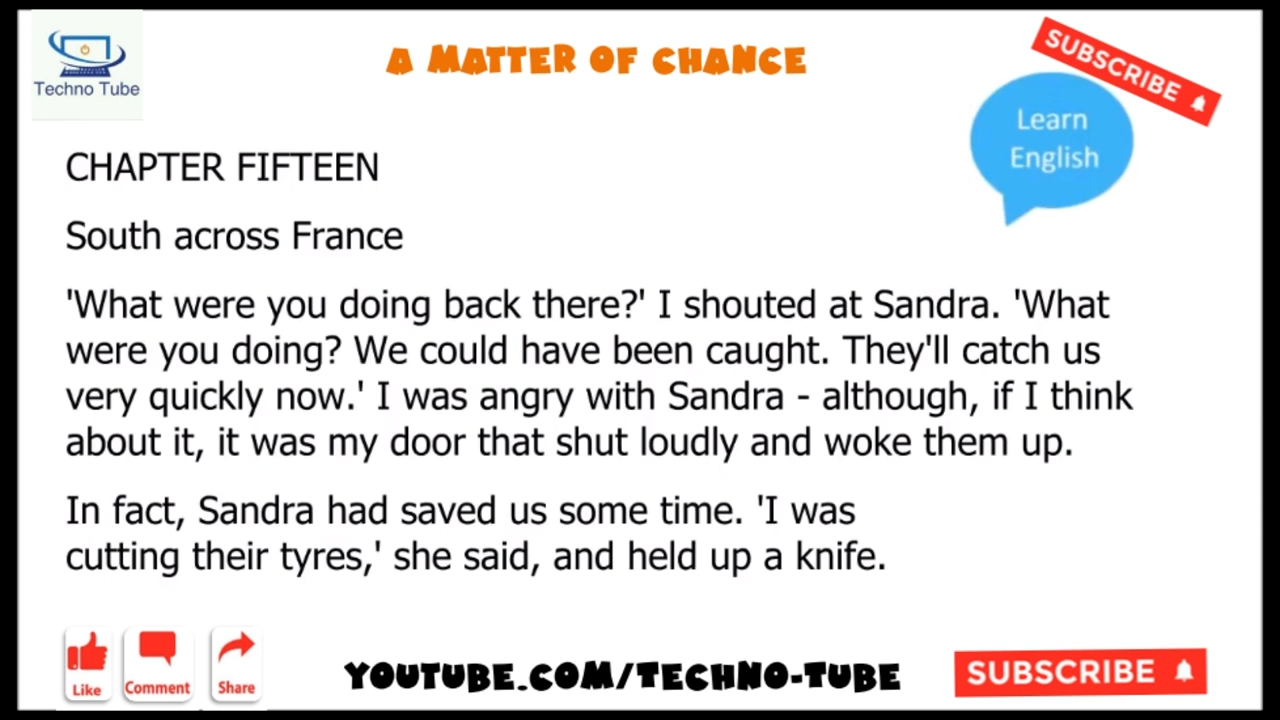 Techno Tube
A MATTER OF CHANCE
SUBSCRIBE
Learn
English
CHAPTER FIFTEEN
South across France
'What were you doing back there?' I shouted at Sandra. 'What
were you doing? We could have been caught. They'll catch us
very quickly now.' I was angry with Sandra - although, if I think
about it, it was my door that shut loudly and woke them up.
In fact, Sandra had saved us some time. 'I was
cutting their tyres,' she said, and held up a knife.
Like
Comment
Share
YOUTUBE.COM/TECHNO-TUBE
SUBSCRIBE